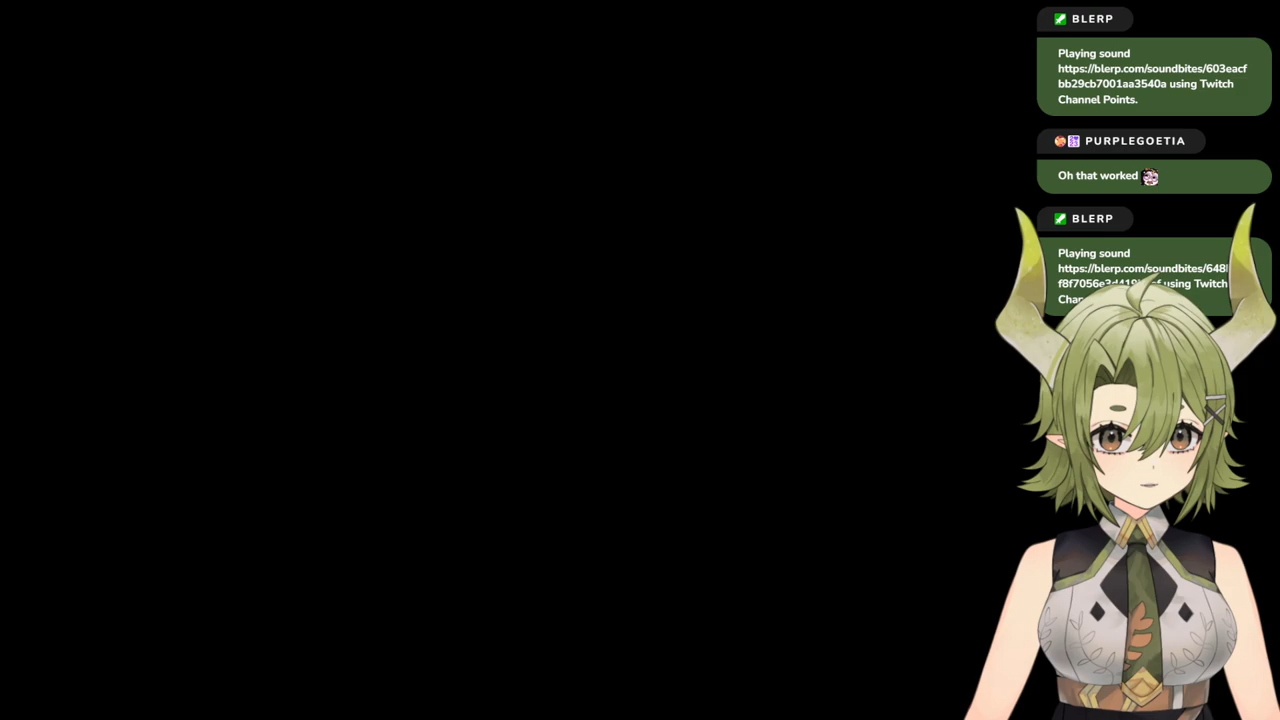 BLERP
Playing sound
https://blerp.com/soundbites/603eacf
bb29cb7001aa3540a using Twitch
Channel Points.
PURPLEGOETIA
Oh that worked
BLERP
Playing sound
https://blerp.com/soundbites/648
using Twitch